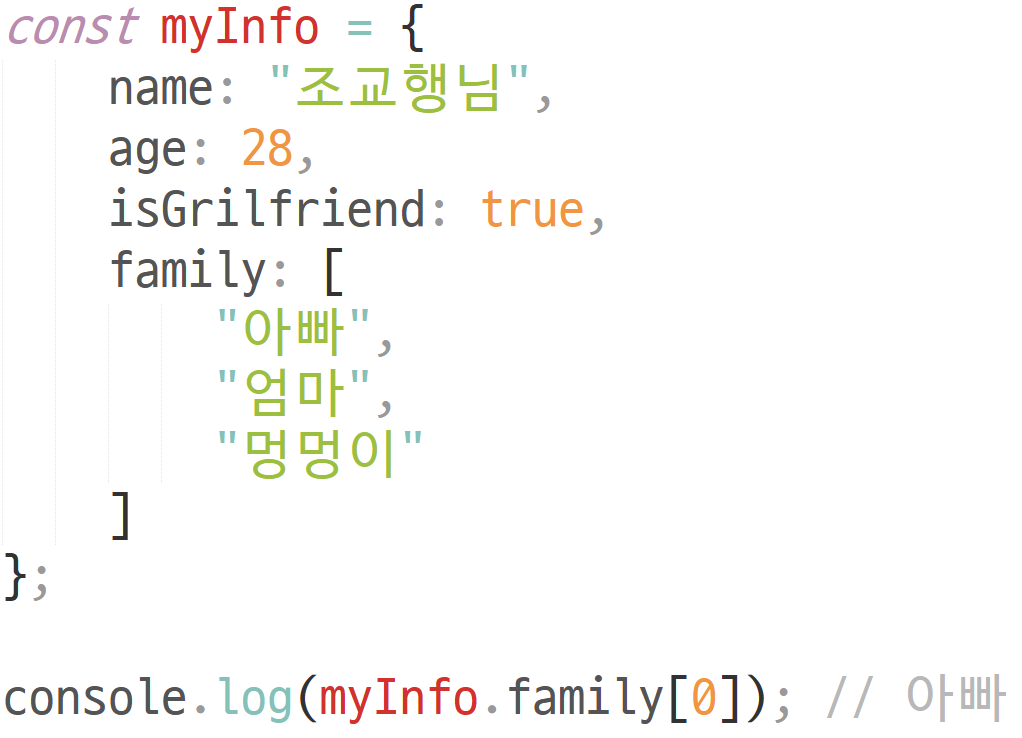 const myInfo = {
    name: "조교행님",
    age: 28,
    isGrilfriend: true,
    family: [
        "아빠",
        "엄마",
        "멍멍이"
    ]
};

console.log(myInfo.family[0]); // 아빠